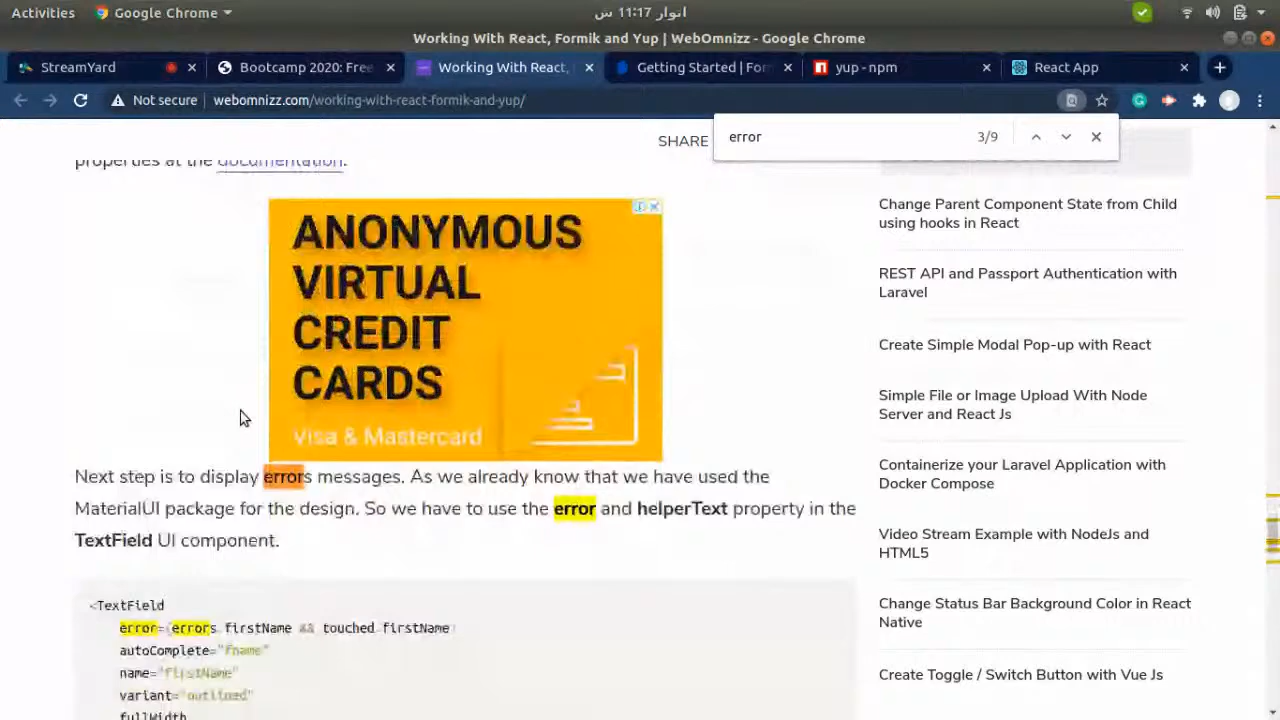 Activities
Google Chrome
انوار 11:17 ش
Working With React, Formik and Yup | WebOmnizz - Google Chrome
StreamYard
Bootcamp 2020: Free
Working With React,
Getting Started | For
yup - npm
React App
Not secure
webomnizz.com/working-with-react-formik-and-yup/
error
3/9
SHARE
properties at the documentation.
ANONYMOUS
VIRTUAL
CREDIT
CARDS
Visa & Mastercard
Next step is to display errors messages. As we already know that we have used the
MaterialUI package for the design. So we have to use the error and helperText property in the
TextField UI component.
<TextField
error={errors.firstName && touched.firstName}
autoComplete="fname"
name="firstName"
variant="outlined"
fullWidth
Change Parent Component State from Child
using hooks in React
REST API and Passport Authentication with
Laravel
Create Simple Modal Pop-up with React
Simple File or Image Upload With Node
Server and React Js
Containerize your Laravel Application with
Docker Compose
Video Stream Example with NodeJs and
HTML5
Change Status Bar Background Color in React
Native
Create Toggle / Switch Button with Vue Js